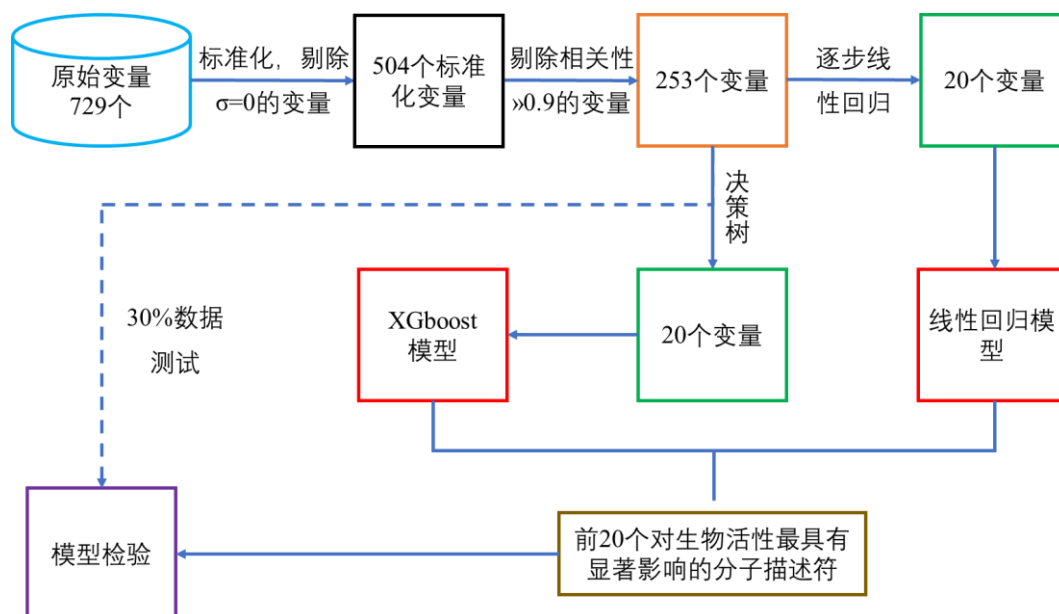 原始变量
729个
标准化，剔除
σ=0的变量
504个标准
化变量
剔除相关性
»0.9的变量
253个变量
逐步线
性回归
20个变量
决策树
30%数据
测试
XGboost
模型
20个变量
线性回归模
型
模型检验
前20个对生物活性最具有
显著影响的分子描述符